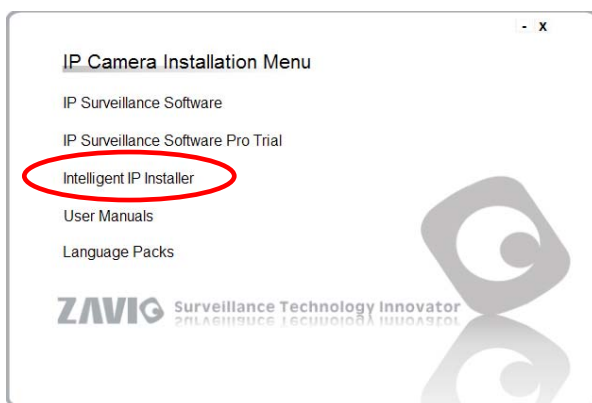 - x
IP Camera Installation Menu
IP Surveillance Software
IP Surveillance Software Pro Trial
Intelligent IP Installer
User Manuals
Language Packs
ZAVIO Surveillance Technology Innovator